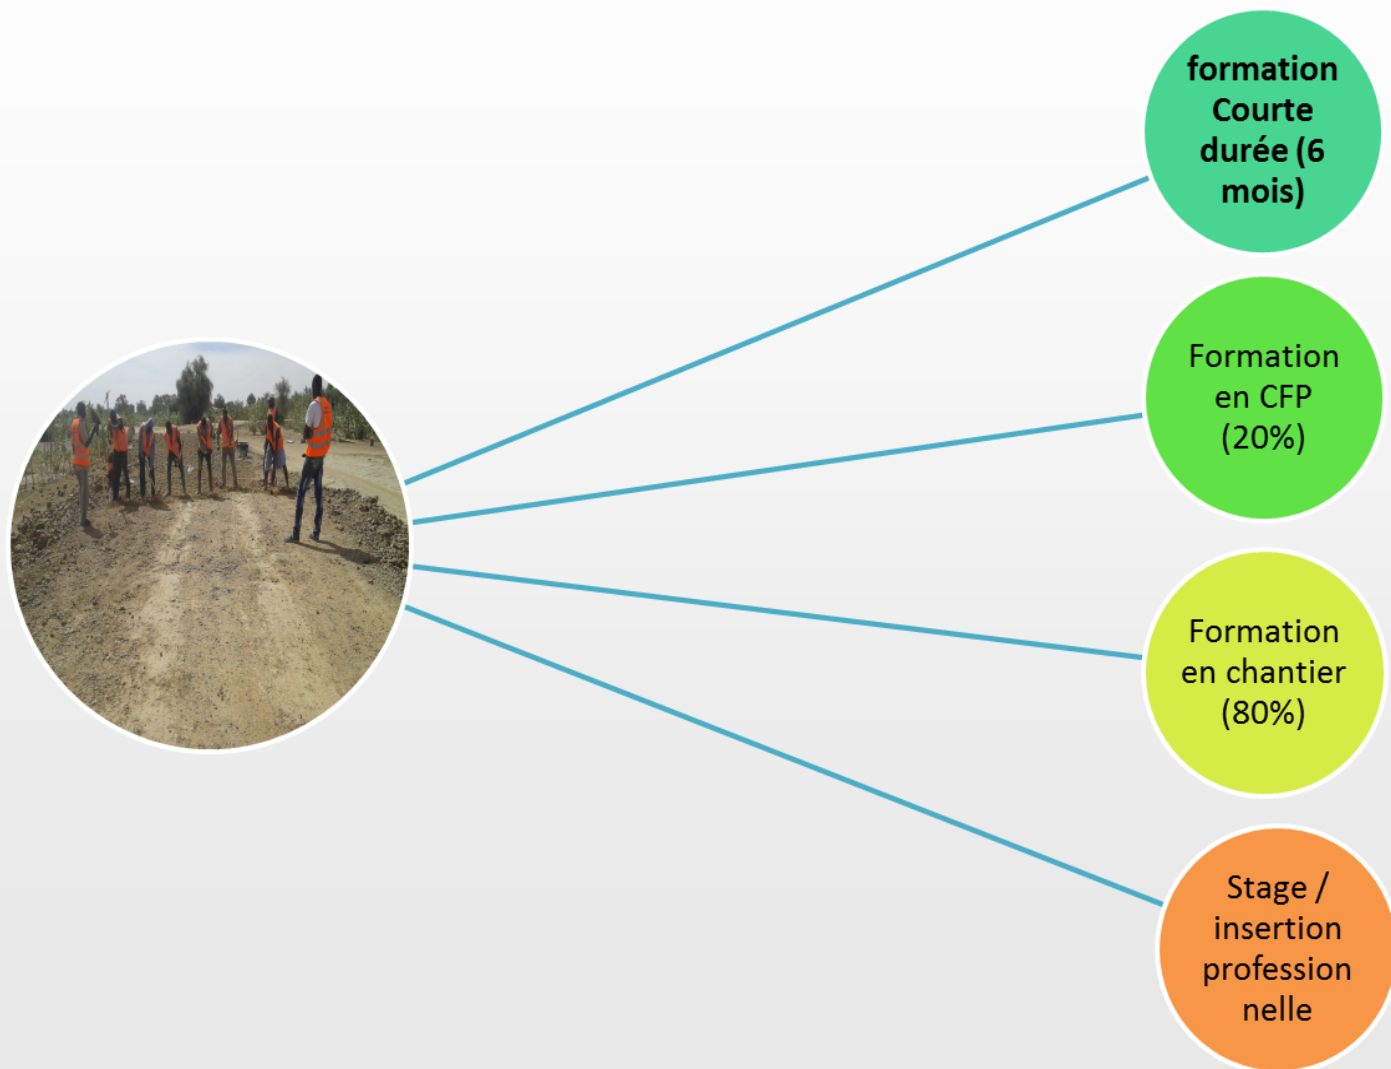 formation
Courte
durée (6
mois)
Formation
en CFP
(20%)
Formation
en chantier
(80%)
Stage /
insertion
profession
nelle